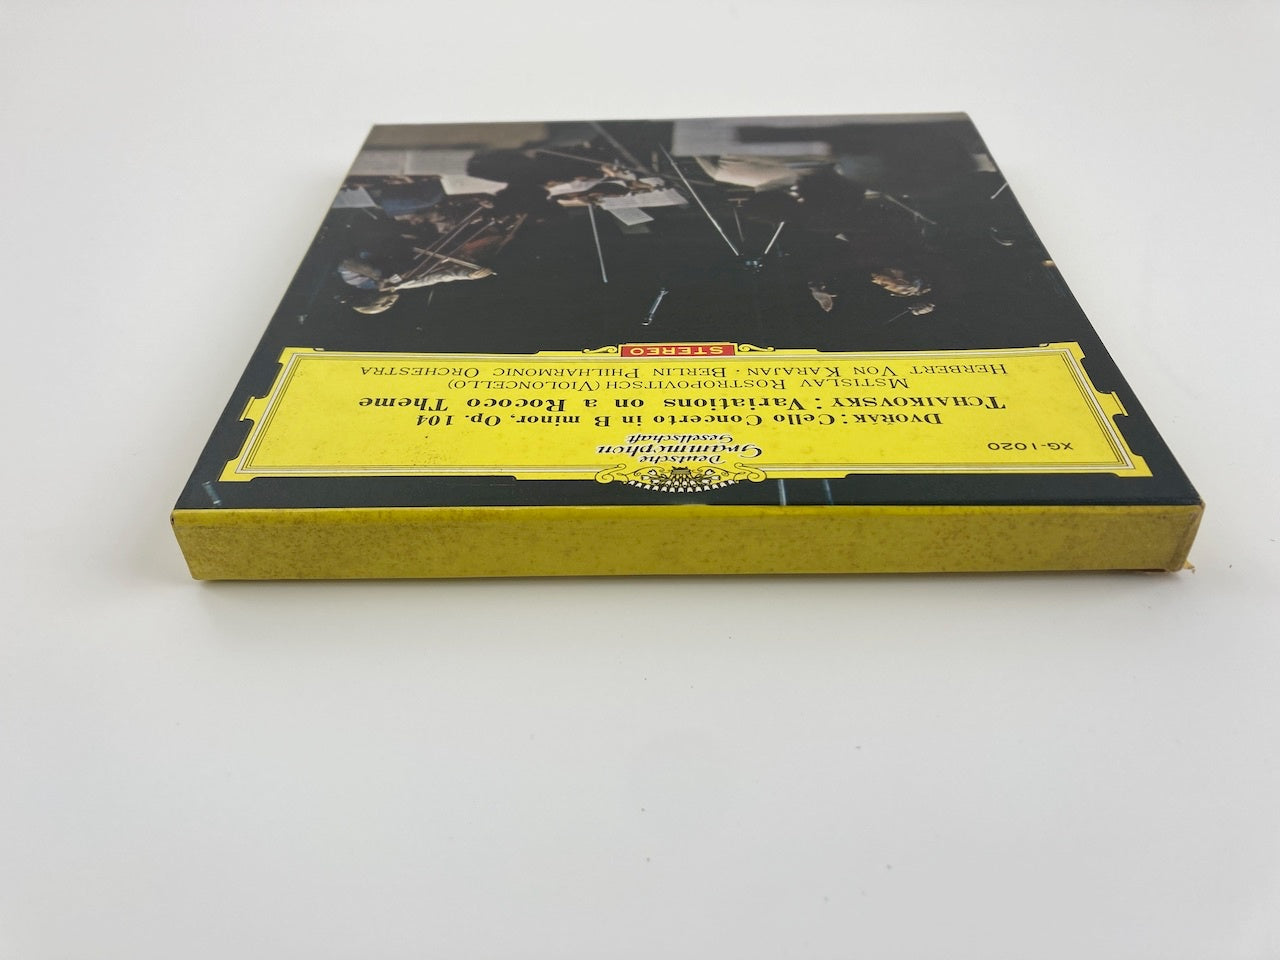 Deutsche
Grammophon
Gesellschaft
XG-1020
DVOŘÁK: Cello Concerto in B minor, Op. 104
TCHAIKOVSKY: Variations on a Rococo Theme
MSTISLAV ROSTROPOVITSCH (VIOLONCELLO)
HERBERT VON KARAJAN · BERLIN PHILHARMONIC ORCHESTRA
STEREO